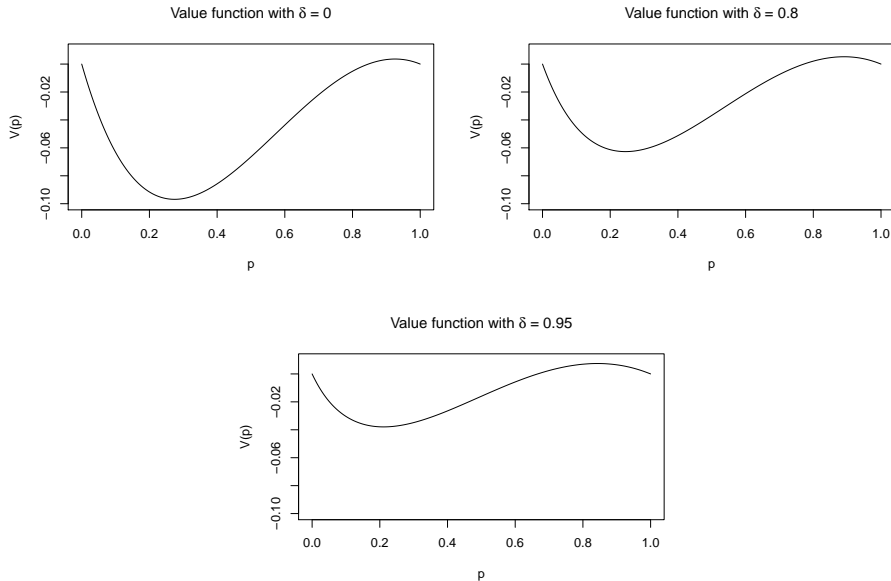 Value function with δ = 0
V(p)
−0.02
−0.06
−0.10
0.0 0.2 0.4 0.6 0.8 1.0
p
Value function with δ = 0.8
V(p)
−0.02
−0.06
−0.10
0.0 0.2 0.4 0.6 0.8 1.0
p
Value function with δ = 0.95
V(p)
−0.02
−0.06
−0.10
0.0 0.2 0.4 0.6 0.8 1.0
p